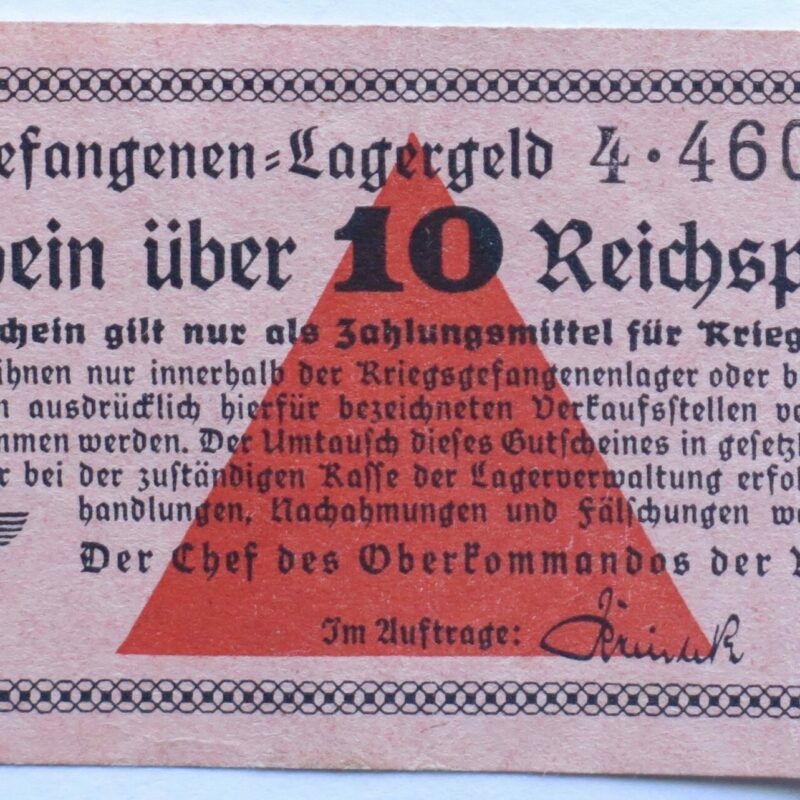 efangenen=Lagergeld 4·460
hein über 10 Reichsp
chein gilt nur als Zahlungsmittel für Krieg
ihnen nur innerhalb der Kriegsgefangenenlager oder b
n ausdrücklich hierfür bezeichneten Verkaufsstellen vo
mmen werden. Der Umtausch dieses Gutscheines in gesetzl
r bei der zuständigen Kasse der Lagerverwaltung erfol
handlungen, Nachahmungen und Fälschungen w
Der Chef des Oberkommandos der
Im Auftrage: